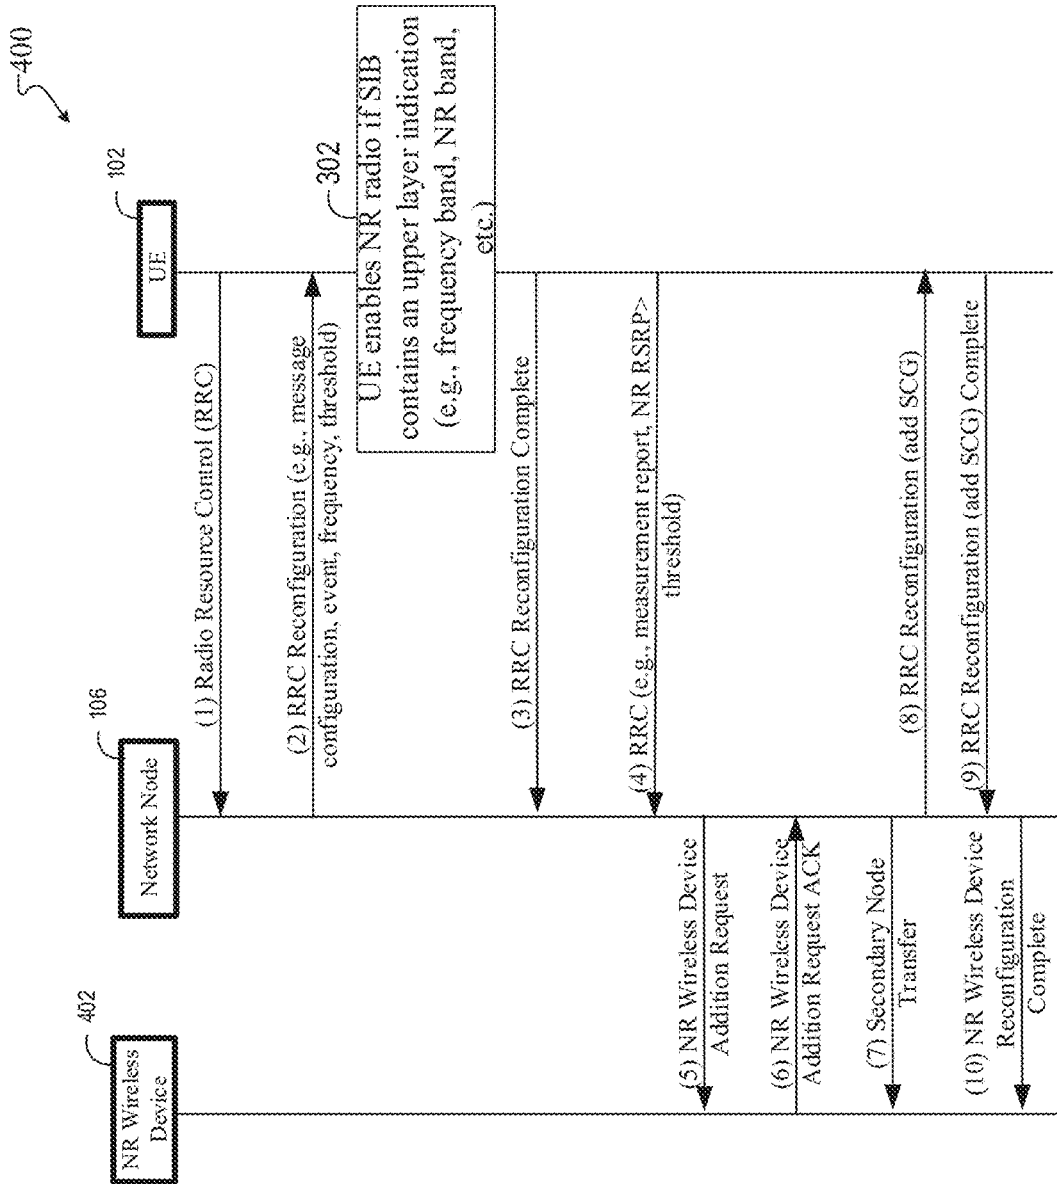 400
NR Wireless
Device
402
Network Node
106
UE
102
(1) Radio Resource Control (RRC)
(2) RRC Reconfiguration (e.g., message
configuration, event, frequency, threshold)
302
UE enables NR radio if SIB
contains an upper layer indication
(e.g., frequency band, NR band,
etc.)
(3) RRC Reconfiguration Complete
(4) RRC (e.g., measurement report, NR RSRP>
threshold)
(5) NR Wireless Device
Addition Request
(6) NR Wireless Device
Addition Request ACK
(7) Secondary Node
Transfer
(8) RRC Reconfiguration (add SCG)
(9) RRC Reconfiguration (add SCG) Complete
(10) NR Wireless Device
Reconfiguration
Complete